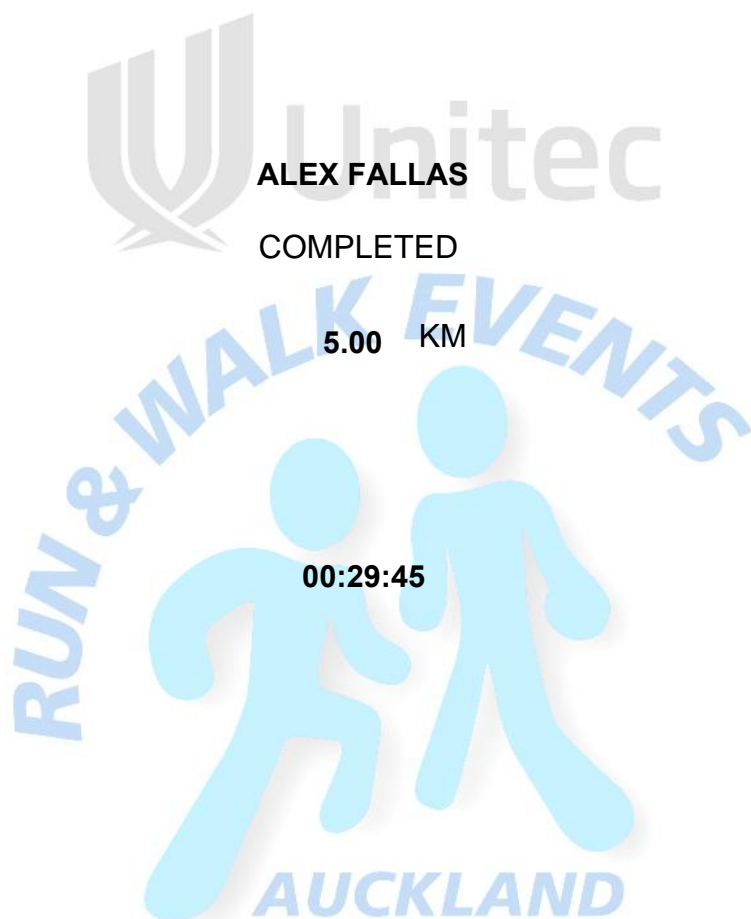 Unitec
ALEX FALLAS
COMPLETED
5.00 KM
RUN & WALK EVENTS
00:29:45
AUCKLAND